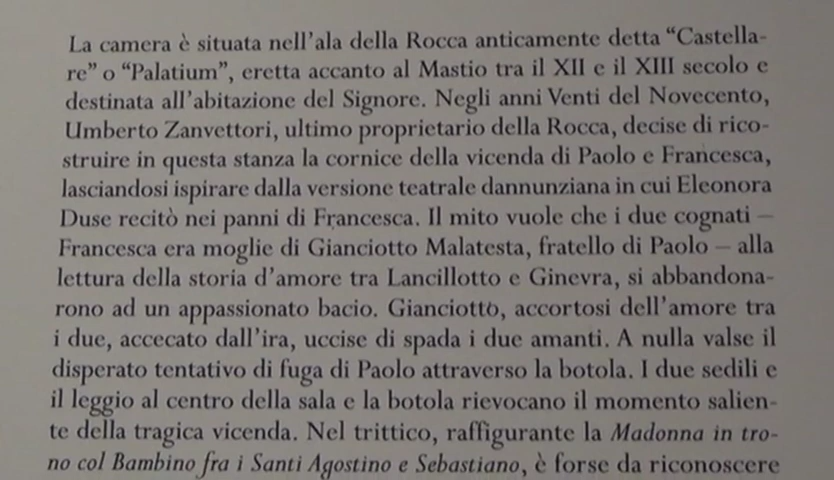 La camera è situata nell'ala della Rocca anticamente detta “Castella-
re” o “Palatium”, eretta accanto al Mastio tra il XII e il XIII secolo e
destinata all'abitazione del Signore. Negli anni Venti del Novecento,
Umberto Zanvettori, ultimo proprietario della Rocca, decise di rico-
struire in questa stanza la cornice della vicenda di Paolo e Francesca,
lasciandosi ispirare dalla versione teatrale dannunziana in cui Eleonora
Duse recitò nei panni di Francesca. Il mito vuole che i due cognati –
Francesca era moglie di Gianciotto Malatesta, fratello di Paolo – alla
lettura della storia d'amore tra Lancillotto e Ginevra, si abbandona-
rono ad un appassionato bacio. Gianciotto, accortosi dell'amore tra
i due, accecato dall'ira, uccise di spada i due amanti. A nulla valse il
disperato tentativo di fuga di Paolo attraverso la botola. I due sedili e
il leggio al centro della sala e la botola rievocano il momento salien-
te della tragica vicenda. Nel trittico, raffigurante la Madonna in tro-
no col Bambino fra i Santi Agostino e Sebastiano, è forse da riconoscere